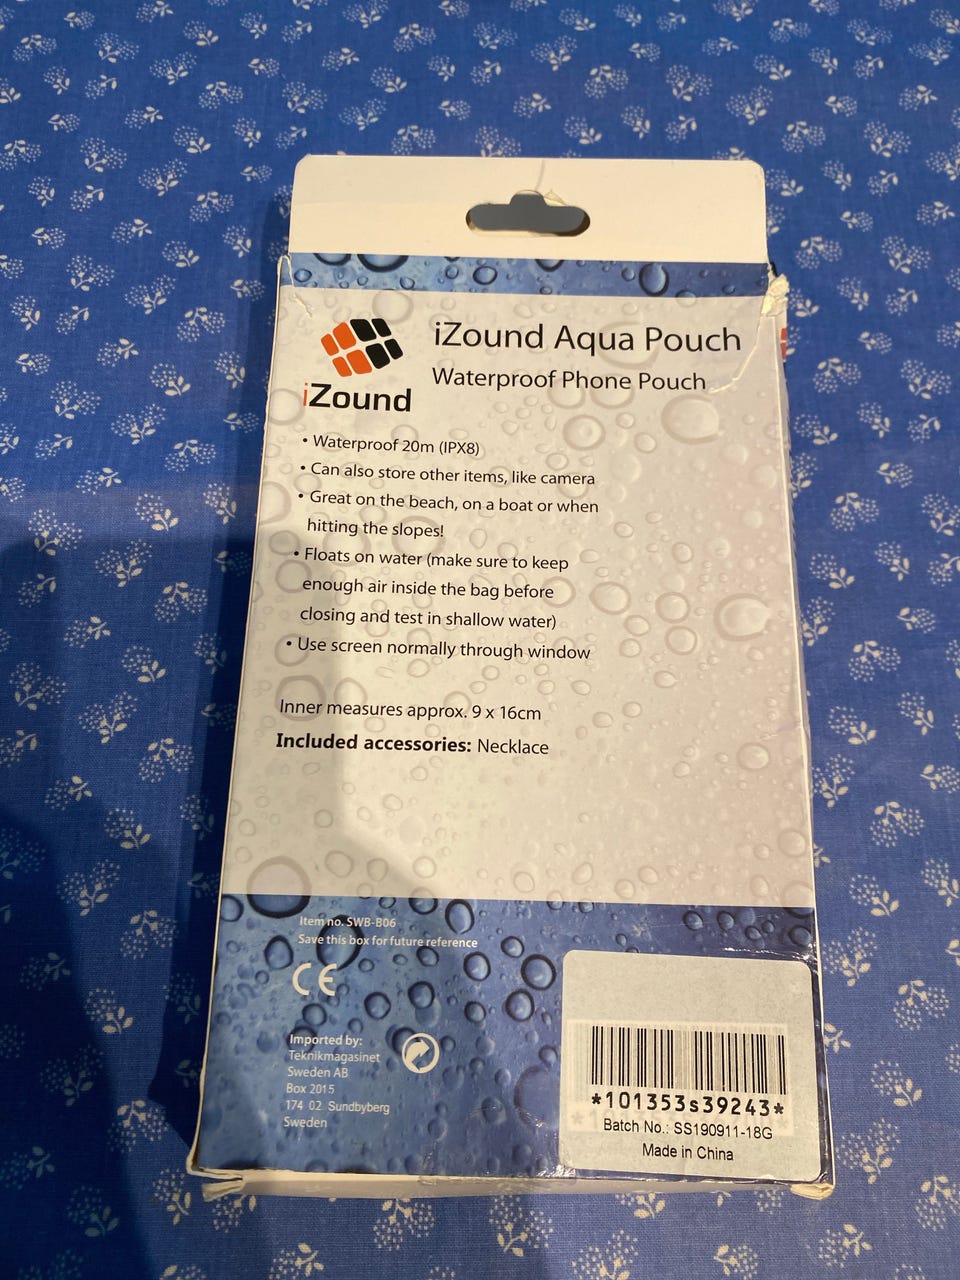 iZound Aqua Pouch
Waterproof Phone Pouch
iZound
• Waterproof 20m (IPX8)
• Can also store other items, like camera
• Great on the beach, on a boat or when
hitting the slopes!
• Floats on water (make sure to keep
enough air inside the bag before
closing and test in shallow water)
• Use screen normally through window
Inner measures approx. 9 x 16cm
Included accessories: Necklace
Item no. SWB-B06
Save this box for future reference
CE
Imported by:
Teknikmagasinet
Sweden AB
Box 2015
174 02 Sundbyberg
Sweden
*101353s39243*
Batch No.: SS190911-18G
Made in China